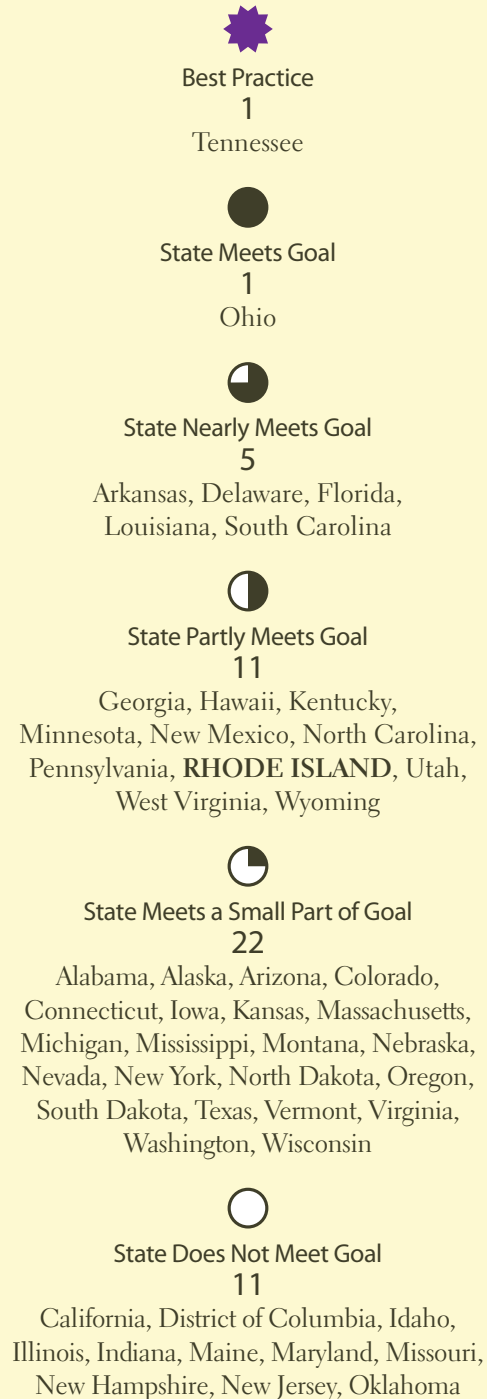 Best Practice
1
Tennessee
State Meets Goal
1
Ohio
State Nearly Meets Goal
5
Arkansas, Delaware, Florida,
Louisiana, South Carolina
State Partly Meets Goal
11
Georgia, Hawaii, Kentucky,
Minnesota, New Mexico, North Carolina,
Pennsylvania, RHODE ISLAND, Utah,
West Virginia, Wyoming
State Meets a Small Part of Goal
22
Alabama, Alaska, Arizona, Colorado,
Connecticut, Iowa, Kansas, Massachusetts,
Michigan, Mississippi, Montana, Nebraska,
Nevada, New York, North Dakota, Oregon,
South Dakota, Texas, Vermont, Virginia,
Washington, Wisconsin
State Does Not Meet Goal
11
California, District of Columbia, Idaho,
Illinois, Indiana, Maine, Maryland, Missouri,
New Hampshire, New Jersey, Oklahoma